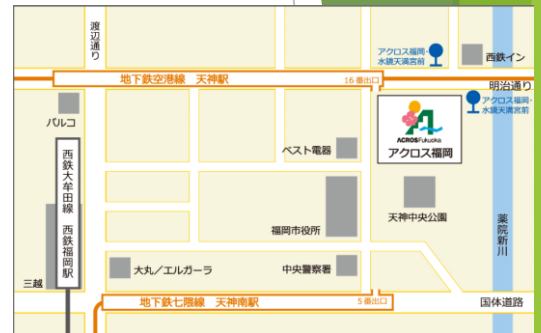 渡辺通り
アクロス福岡・
水鏡天満宮前
西鉄イン
地下鉄空港線 天神駅
16番出口
明治通り
パルコ
アクロス福岡・
水鏡天満宮前
ACROS Fukuoka
アクロス福岡
ベスト電器
西鉄大牟田線 西鉄福岡駅
天神中央公園
福岡市役所
薬院新川
三越
大丸／エルガーラ
中央警察署
地下鉄七隈線 天神南駅
5番出口
国体道路